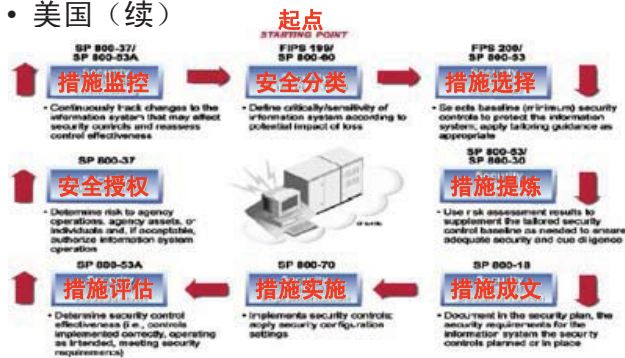 • 美国（续）
起点
STARTING POINT
SP 800-37/
SP 800-53A
措施监控
• Continuously track changes to the
information system that may affect
security controls and reassess
control effectiveness
FIPS 199/
SP 800-60
安全分类
• Define critically/sensitivity of
information system according to
potential impact of loss
FPS 200/
SP 800-53
措施选择
• Selects baseline (minimum) security
controls to protect the information
system, apply tailoring guidance as
appropriate
SP 800-37
安全授权
• Determine risk to agency
operations, agency assets, or
individuals and, if acceptable,
authorize information system
operation
SP 800-53/
SP 800-30
措施提炼
• Use risk assessment results to
supplement the tailored security
control baseline as needed to ensure
adequate security and due diligence
SP 800-53A
措施评估
• Determine security control
effectiveness (i.e., controls
implemented correctly, operating
as intended, meeting security
requirements)
SP 800-70
措施实施
• Implements security controls;
apply security configuration
settings
SP 800-18
措施成文
• Document in the security plan, the
security requirements for the
information system the security
controls planned or in place